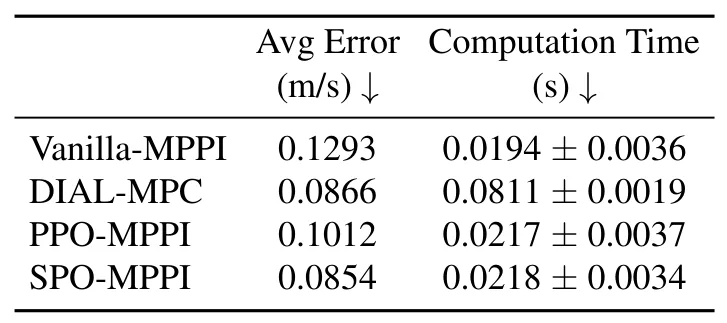 Avg Error Computation Time
(m/s) ↓ (s) ↓
Vanilla-MPPI 0.1293 0.0194 ± 0.0036
DIAL-MPC 0.0866 0.0811 ± 0.0019
PPO-MPPI 0.1012 0.0217 ± 0.0037
SPO-MPPI 0.0854 0.0218 ± 0.0034